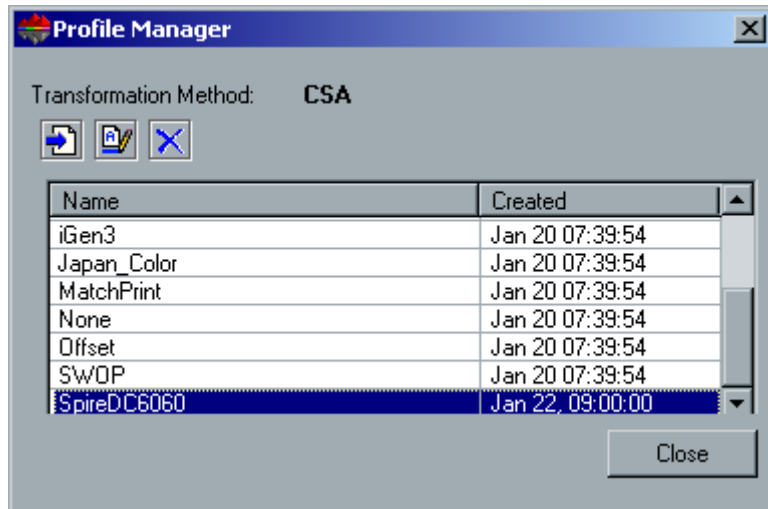 Profile Manager
Transformation Method: CSA
Name Created
iGen3 Jan 20 07:39:54
Japan_Color Jan 20 07:39:54
MatchPrint Jan 20 07:39:54
None Jan 20 07:39:54
Offset Jan 20 07:39:54
SWOP Jan 20 07:39:54
SpireDC6060 Jan 22, 09:00:00
Close